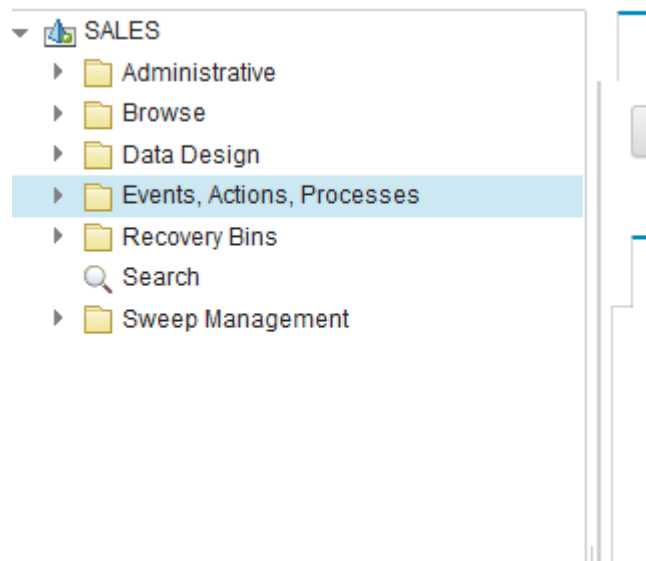 SALES
Administrative
Browse
Data Design
Events, Actions, Processes
Recovery Bins
Search
Sweep Management